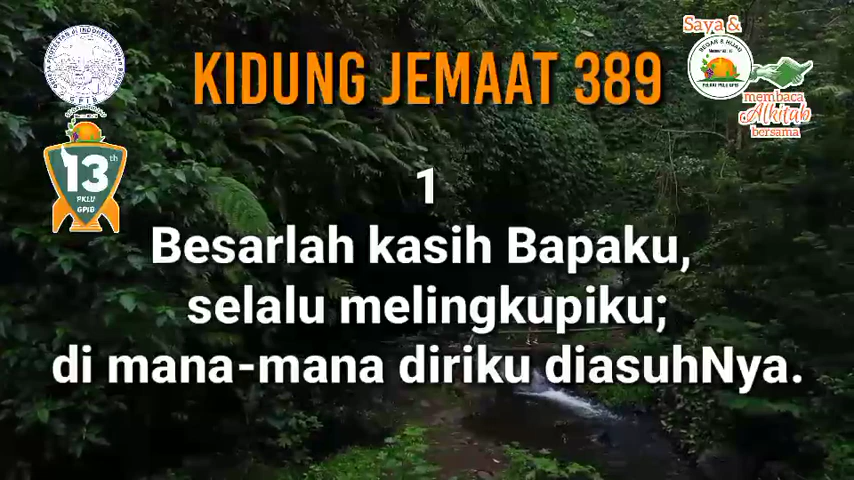 KIDUNG JEMAAT 389
Saya &
membaca
Alkitab
bersama
13th
PKLU
GPID
1
Besarlah kasih Bapaku,
selalu melingkupiku;
di mana-mana diriku diasuhNya.